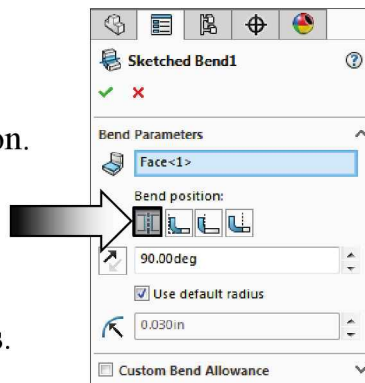 Sketched Bend1
on.
Bend Parameters
Face<1>
Bend position:
90.00deg
Use default radius
0.030in
3.
Custom Bend Allowance